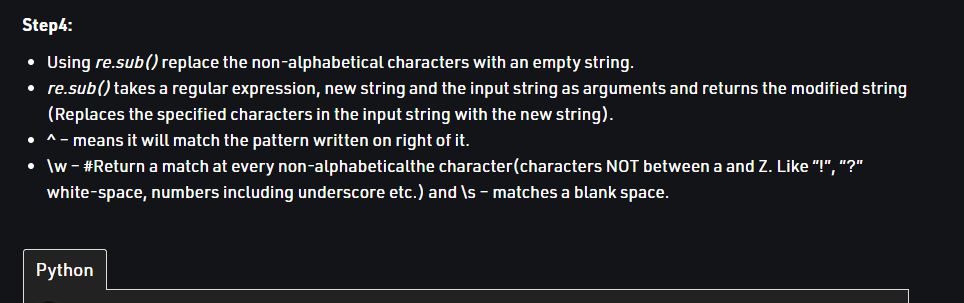 Step4:
• Using re.sub() replace the non-alphabetical characters with an empty string.
• re.sub() takes a regular expression, new string and the input string as arguments and returns the modified string
(Replaces the specified characters in the input string with the new string).
• ^ – means it will match the pattern written on right of it.
• \w – #Return a match at every non-alphabeticalthe character(characters NOT between a and Z. Like “!”, “?”
white-space, numbers including underscore etc.) and \s – matches a blank space.
Python